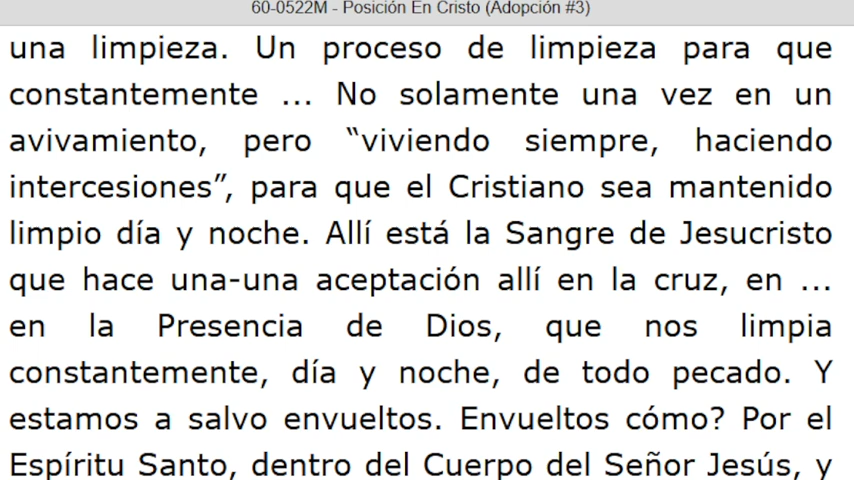 60-0522M - Posición En Cristo (Adopción #3)
una limpieza. Un proceso de limpieza para que
constantemente ... No solamente una vez en un
avivamiento, pero “viviendo siempre, haciendo
intercesiones”, para que el Cristiano sea mantenido
limpio día y noche. Allí está la Sangre de Jesucristo
que hace una-una aceptación allí en la cruz, en ...
en la Presencia de Dios, que nos limpia
constantemente, día y noche, de todo pecado. Y
estamos a salvo envueltos. Envueltos cómo? Por el
Espíritu Santo, dentro del Cuerpo del Señor Jesús, y